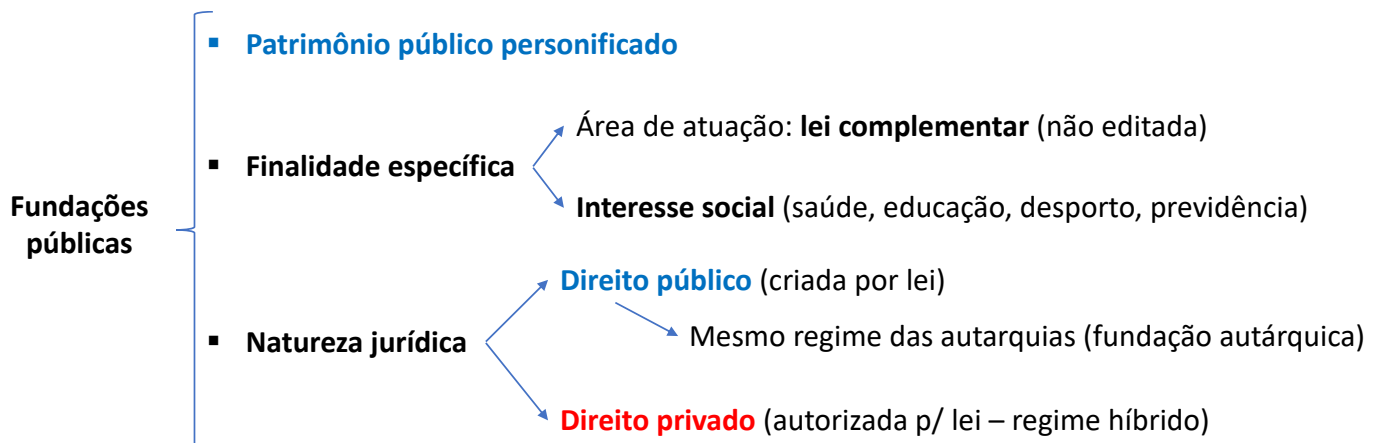 Fundações
públicas
▪ Patrimônio público personificado
▪ Finalidade específica
Área de atuação: lei complementar (não editada)
Interesse social (saúde, educação, desporto, previdência)
▪ Natureza jurídica
Direito público (criada por lei)
Mesmo regime das autarquias (fundação autárquica)
Direito privado (autorizada p/ lei – regime híbrido)